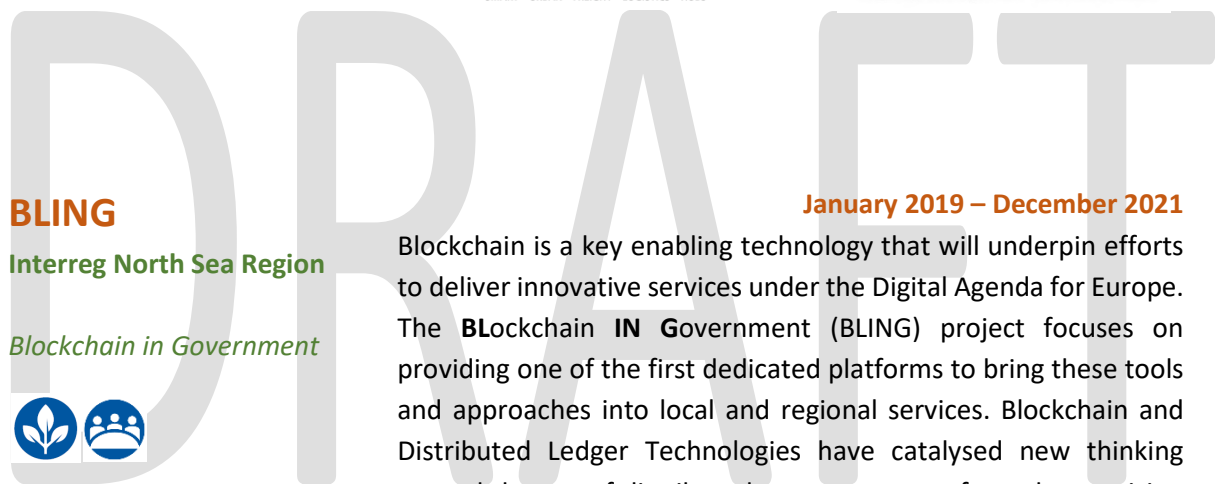 DRAFT
BLING
Interreg North Sea Region
Blockchain in Government
January 2019 – December 2021
Blockchain is a key enabling technology that will underpin efforts
to deliver innovative services under the Digital Agenda for Europe.
The BLockchain IN Government (BLING) project focuses on
providing one of the first dedicated platforms to bring these tools
and approaches into local and regional services. Blockchain and
Distributed Ledger Technologies have catalysed new thinking